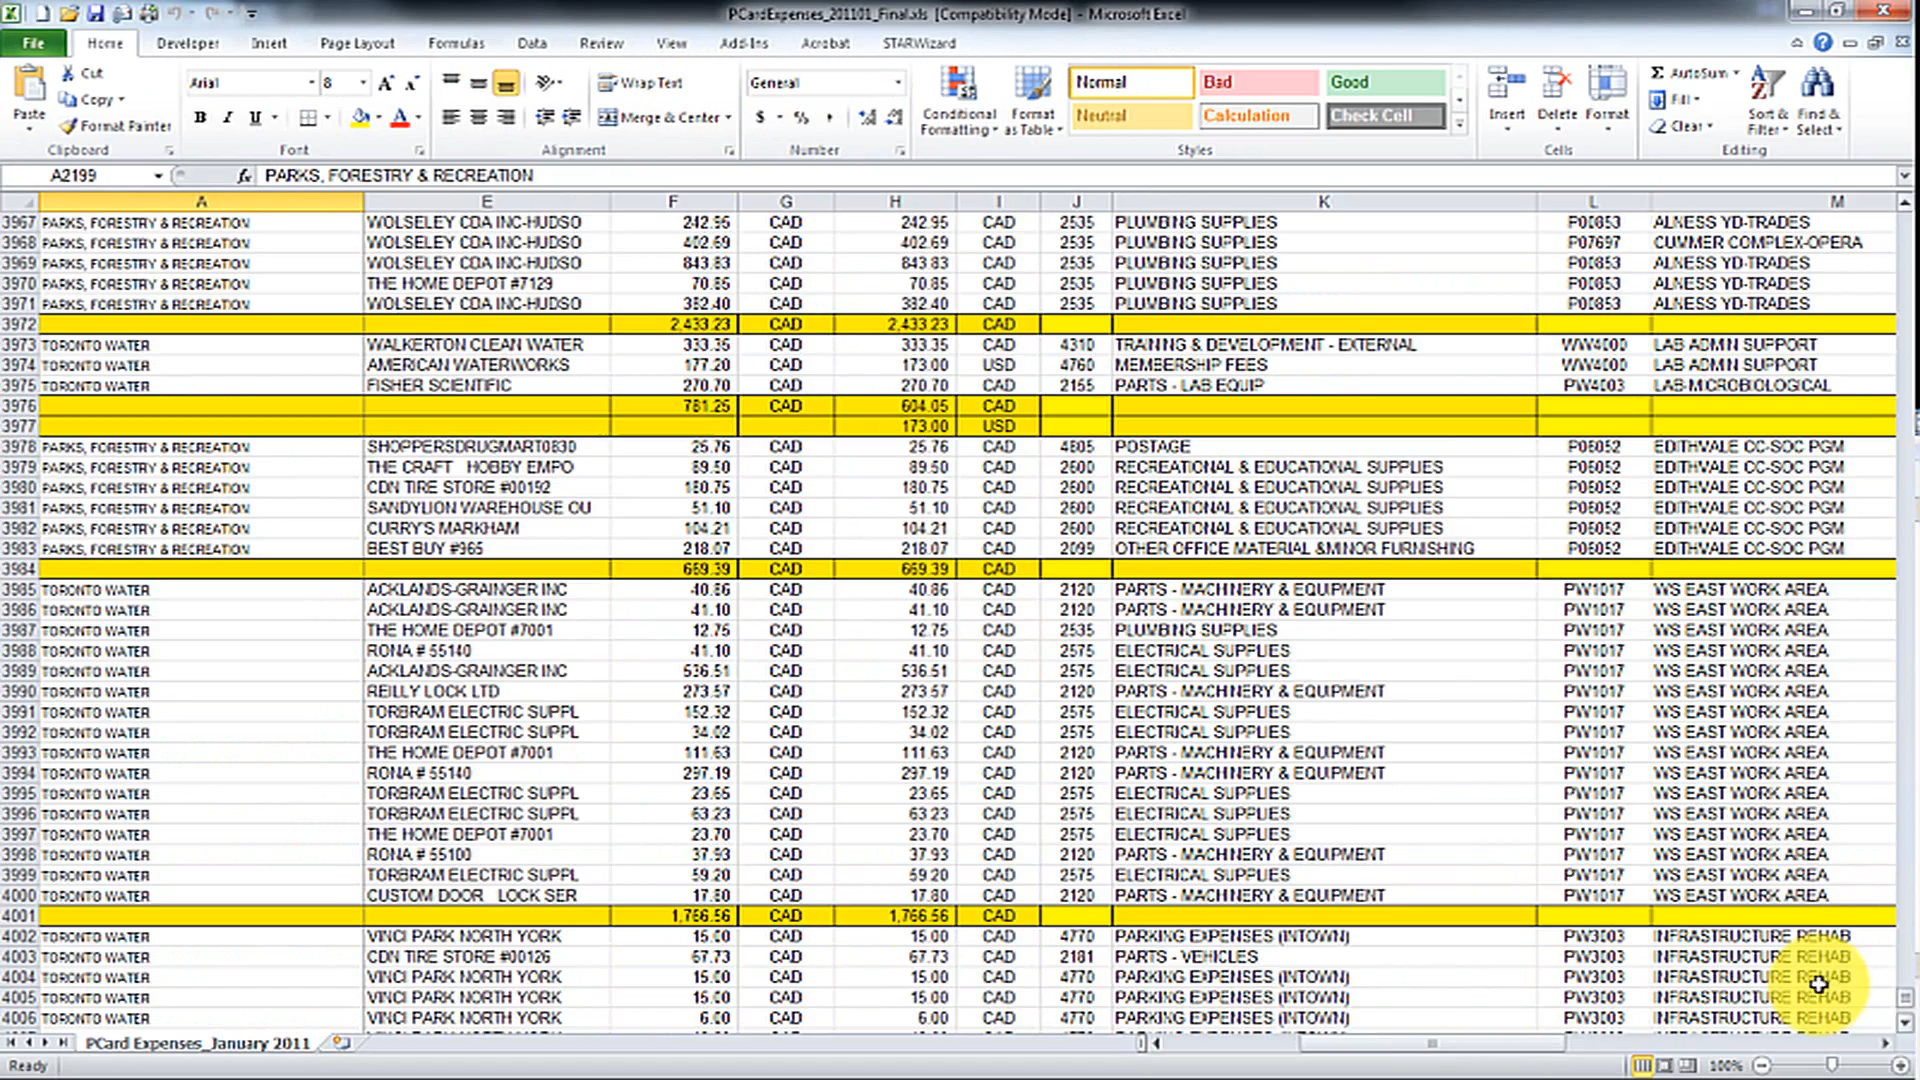 PCardExpenses_201101_Final.xls [Compatibility Mode] - Microsoft Excel
File Home Developer Insert Page Layout Formulas Data Review View Add-Ins Acrobat STARWizard
Paste Cut Copy Format Painter Clipboard
Arial 8 B I U Font
Wrap Text Merge & Center Alignment
General $ % Number
Conditional Formatting Format as Table Normal Bad Good Neutral Calculation Check Cell Styles
Insert Delete Format Cells
AutoSum Fill Clear Sort & Filter Find & Select Editing
A2199 fx PARKS, FORESTRY & RECREATION
A E F G H I J K L M
3967 PARKS, FORESTRY & RECREATION WOLSELEY CDA INC-HUDSO 242.95 CAD 242.95 CAD 2535 PLUMBING SUPPLIES P00853 ALNESS YD-TRADES
3968 PARKS, FORESTRY & RECREATION WOLSELEY CDA INC-HUDSO 402.69 CAD 402.69 CAD 2535 PLUMBING SUPPLIES P07697 CUMMER COMPLEX-OPERA
3969 PARKS, FORESTRY & RECREATION WOLSELEY CDA INC-HUDSO 843.83 CAD 843.83 CAD 2535 PLUMBING SUPPLIES P00853 ALNESS YD-TRADES
3970 PARKS, FORESTRY & RECREATION THE HOME DEPOT #7129 70.85 CAD 70.85 CAD 2535 PLUMBING SUPPLIES P00853 ALNESS YD-TRADES
3971 PARKS, FORESTRY & RECREATION WOLSELEY CDA INC-HUDSO 382.40 CAD 382.40 CAD 2535 PLUMBING SUPPLIES P00853 ALNESS YD-TRADES
3972 2,433.23 CAD 2,433.23 CAD
3973 TORONTO WATER WALKERTON CLEAN WATER 333.35 CAD 333.35 CAD 4310 TRAINING & DEVELOPMENT - EXTERNAL WW4000 LAB ADMIN SUPPORT
3974 TORONTO WATER AMERICAN WATERWORKS 177.20 CAD 173.00 USD 4760 MEMBERSHIP FEES WW4000 LAB ADMIN SUPPORT
3975 TORONTO WATER FISHER SCIENTIFIC 270.70 CAD 270.70 CAD 2155 PARTS - LAB EQUIP PW4003 LAB-MICROBIOLOGICAL
3976 781.25 CAD 604.05 CAD
3977 173.00 USD
3978 PARKS, FORESTRY & RECREATION SHOPPERSDRUGMART0830 25.76 CAD 25.76 CAD 4805 POSTAGE P06052 EDITHVALE CC-SOC PGM
3979 PARKS, FORESTRY & RECREATION THE CRAFT HOBBY EMPO 89.50 CAD 89.50 CAD 2600 RECREATIONAL & EDUCATIONAL SUPPLIES P06052 EDITHVALE CC-SOC PGM
3980 PARKS, FORESTRY & RECREATION CDN TIRE STORE #00192 180.75 CAD 180.75 CAD 2600 RECREATIONAL & EDUCATIONAL SUPPLIES P06052 EDITHVALE CC-SOC PGM
3981 PARKS, FORESTRY & RECREATION SANDYLION WAREHOUSE OU 51.10 CAD 51.10 CAD 2600 RECREATIONAL & EDUCATIONAL SUPPLIES P06052 EDITHVALE CC-SOC PGM
3982 PARKS, FORESTRY & RECREATION CURRY'S MARKHAM 104.21 CAD 104.21 CAD 2600 RECREATIONAL & EDUCATIONAL SUPPLIES P06052 EDITHVALE CC-SOC PGM
3983 PARKS, FORESTRY & RECREATION BEST BUY #965 218.07 CAD 218.07 CAD 2099 OTHER OFFICE MATERIAL &MINOR FURNISHING P06052 EDITHVALE CC-SOC PGM
3984 669.39 CAD 669.39 CAD
3985 TORONTO WATER ACKLANDS-GRAINGER INC 40.86 CAD 40.86 CAD 2120 PARTS - MACHINERY & EQUIPMENT PW1017 WS EAST WORK AREA
3986 TORONTO WATER ACKLANDS-GRAINGER INC 41.10 CAD 41.10 CAD 2120 PARTS - MACHINERY & EQUIPMENT PW1017 WS EAST WORK AREA
3987 TORONTO WATER THE HOME DEPOT #7001 12.75 CAD 12.75 CAD 2535 PLUMBING SUPPLIES PW1017 WS EAST WORK AREA
3988 TORONTO WATER RONA # 55140 41.10 CAD 41.10 CAD 2575 ELECTRICAL SUPPLIES PW1017 WS EAST WORK AREA
3989 TORONTO WATER ACKLANDS-GRAINGER INC 536.51 CAD 536.51 CAD 2575 ELECTRICAL SUPPLIES PW1017 WS EAST WORK AREA
3990 TORONTO WATER REILLY LOCK LTD 273.57 CAD 273.57 CAD 2120 PARTS - MACHINERY & EQUIPMENT PW1017 WS EAST WORK AREA
3991 TORONTO WATER TORBRAM ELECTRIC SUPPL 152.32 CAD 152.32 CAD 2575 ELECTRICAL SUPPLIES PW1017 WS EAST WORK AREA
3992 TORONTO WATER TORBRAM ELECTRIC SUPPL 34.02 CAD 34.02 CAD 2575 ELECTRICAL SUPPLIES PW1017 WS EAST WORK AREA
3993 TORONTO WATER THE HOME DEPOT #7001 111.63 CAD 111.63 CAD 2120 PARTS - MACHINERY & EQUIPMENT PW1017 WS EAST WORK AREA
3994 TORONTO WATER RONA # 55140 297.19 CAD 297.19 CAD 2120 PARTS - MACHINERY & EQUIPMENT PW1017 WS EAST WORK AREA
3995 TORONTO WATER TORBRAM ELECTRIC SUPPL 23.65 CAD 23.65 CAD 2575 ELECTRICAL SUPPLIES PW1017 WS EAST WORK AREA
3996 TORONTO WATER TORBRAM ELECTRIC SUPPL 63.23 CAD 63.23 CAD 2575 ELECTRICAL SUPPLIES PW1017 WS EAST WORK AREA
3997 TORONTO WATER THE HOME DEPOT #7001 23.70 CAD 23.70 CAD 2575 ELECTRICAL SUPPLIES PW1017 WS EAST WORK AREA
3998 TORONTO WATER RONA # 55100 37.93 CAD 37.93 CAD 2120 PARTS - MACHINERY & EQUIPMENT PW1017 WS EAST WORK AREA
3999 TORONTO WATER TORBRAM ELECTRIC SUPPL 59.20 CAD 59.20 CAD 2575 ELECTRICAL SUPPLIES PW1017 WS EAST WORK AREA
4000 TORONTO WATER CUSTOM DOOR LOCK SER 17.80 CAD 17.80 CAD 2120 PARTS - MACHINERY & EQUIPMENT PW1017 WS EAST WORK AREA
4001 1,766.56 CAD 1,766.56 CAD
4002 TORONTO WATER VINCI PARK NORTH YORK 15.00 CAD 15.00 CAD 4770 PARKING EXPENSES (INTOWN) PW3003 INFRASTRUCTURE REHAB
4003 TORONTO WATER CDN TIRE STORE #00126 67.73 CAD 67.73 CAD 2181 PARTS - VEHICLES PW3003 INFRASTRUCTURE REHAB
4004 TORONTO WATER VINCI PARK NORTH YORK 15.00 CAD 15.00 CAD 4770 PARKING EXPENSES (INTOWN) PW3003 INFRASTRUCTURE REHAB
4005 TORONTO WATER VINCI PARK NORTH YORK 15.00 CAD 15.00 CAD 4770 PARKING EXPENSES (INTOWN) PW3003 INFRASTRUCTURE REHAB
4006 TORONTO WATER VINCI PARK NORTH YORK 6.00 CAD 6.00 CAD 4770 PARKING EXPENSES (INTOWN) PW3003 INFRASTRUCTURE REHAB
PCard Expenses_January 2011
Ready 100%